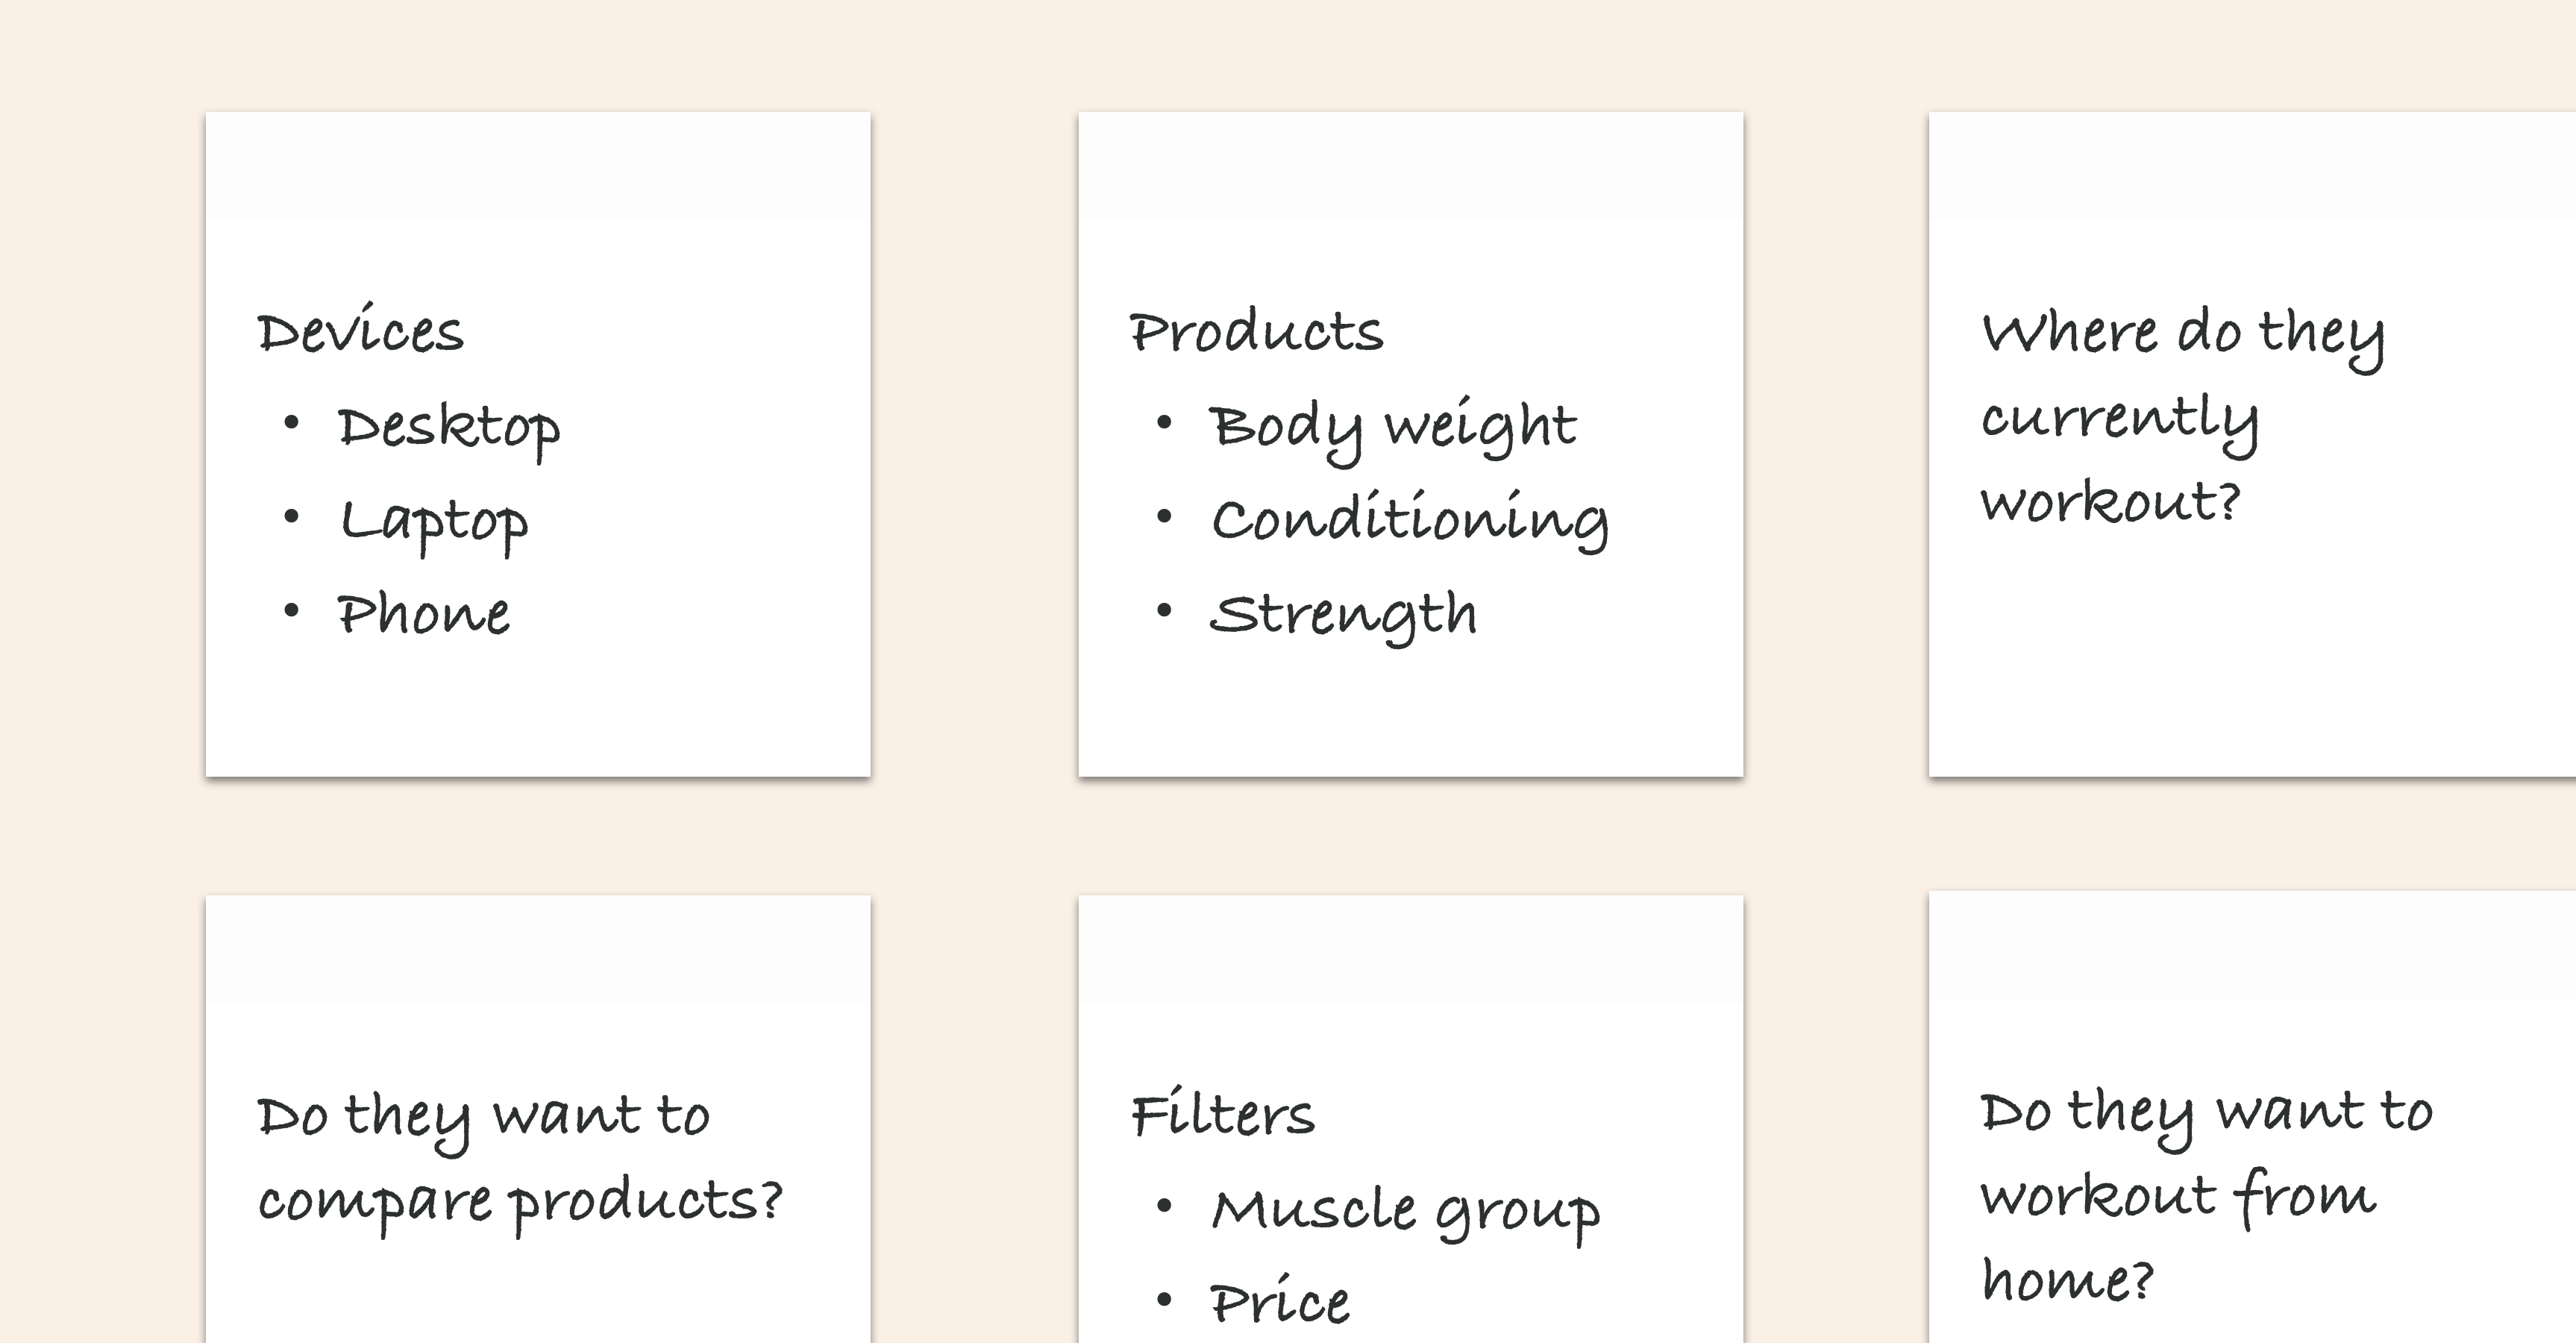 Devices
• Desktop
• Laptop
• Phone
Products
• Body weight
• Conditioning
• Strength
Where do they
currently
workout?
Do they want to
compare products?
Filters
• Muscle group
• Price
Do they want to
workout from
home?